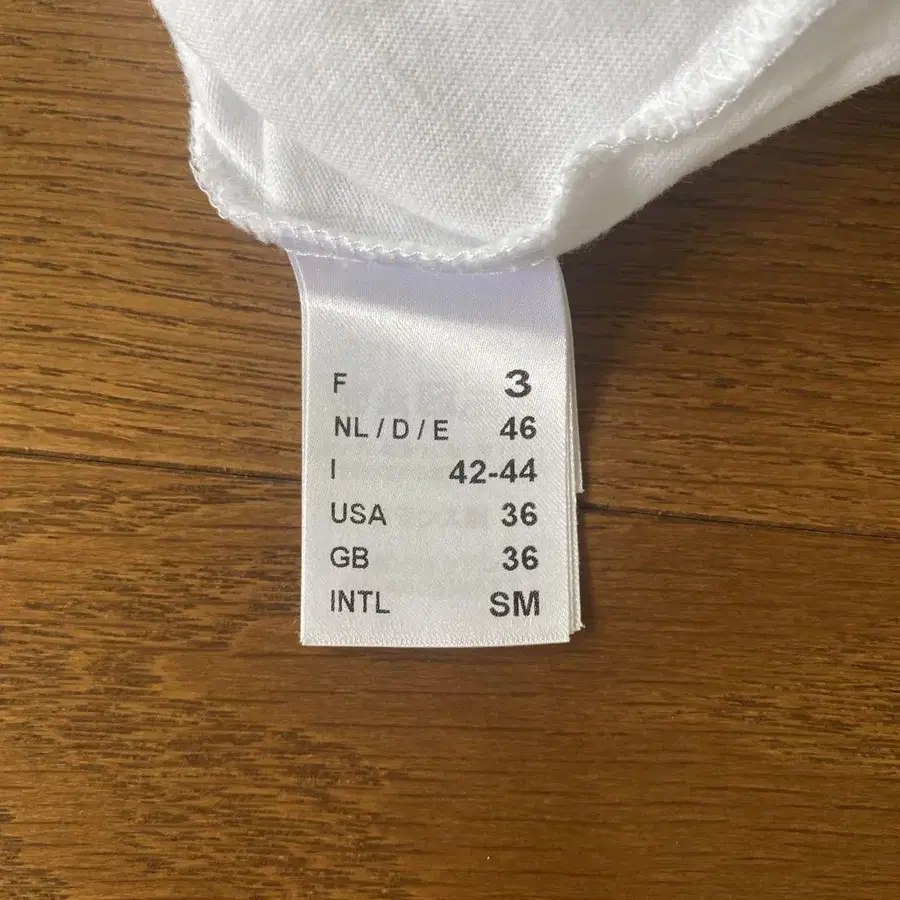 F 3
NL / D / E 46
I 42-44
USA 36
GB 36
INTL SM